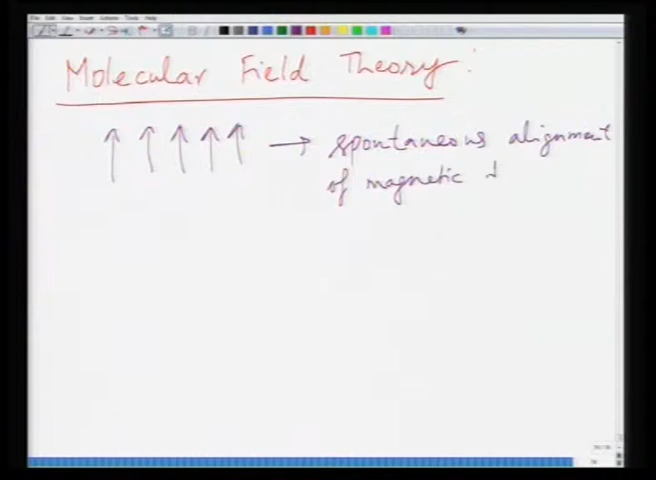 Molecular Field Theory :
↑ ↑ ↑ ↑ ↑ → spontaneous alignment
of magnetic